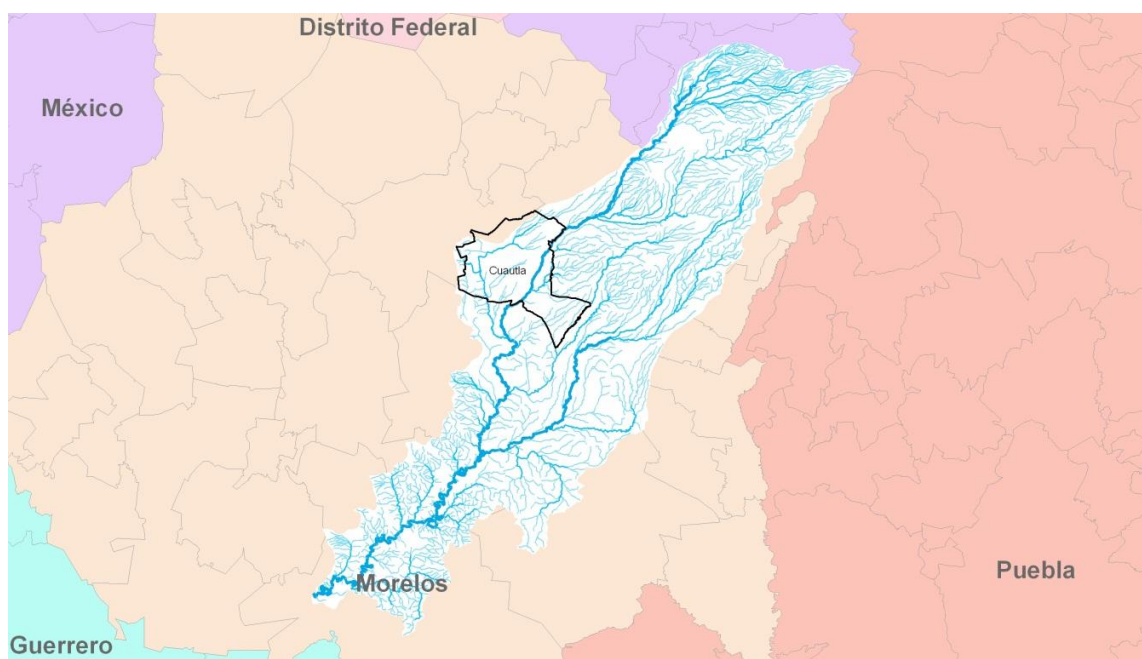 Distrito Federal
México
Cuautla
Morelos
Puebla
Guerrero